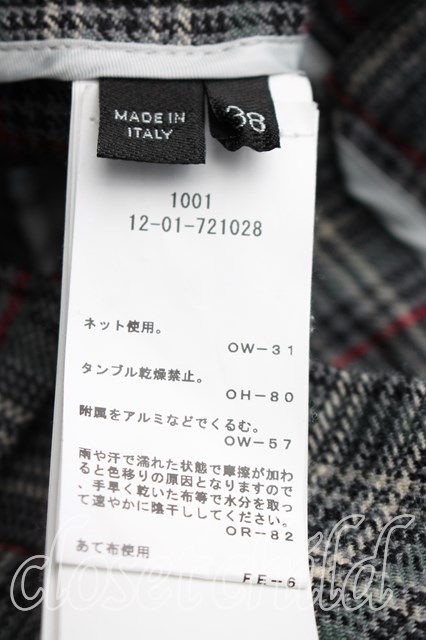 MADE IN
ITALY
38
1001
12-01-721028
ネット使用。
OW-31
タンブル乾燥禁止。
OH-80
附属をアルミなどでくるむ。
OW-57
雨や汗で濡れた状態で摩擦が加わ
ると色移りの原因となりますので
、手早く乾いた布等で水分を取っ
て速やかに陰干ししてください。
OR-82
あて布使用
FE--6
closet child